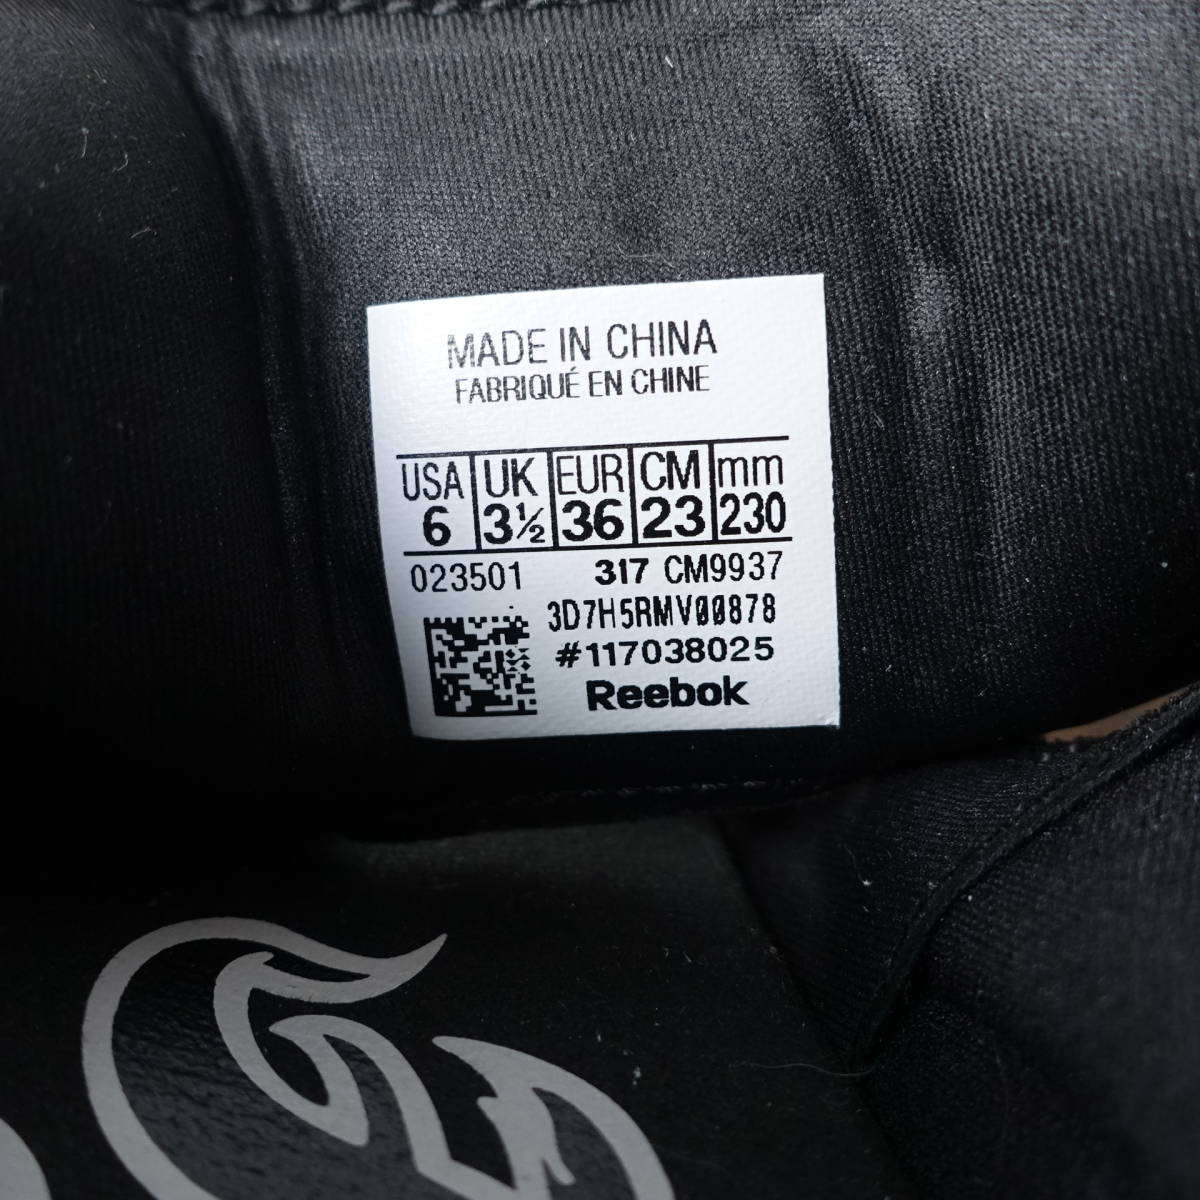 MADE IN CHINA
FABRIQUÉ EN CHINE
USA UK EUR CM mm
6 3½ 36 23 230
023501 317 CM9937
3D7H5RMV00878
#117038025
Reebok